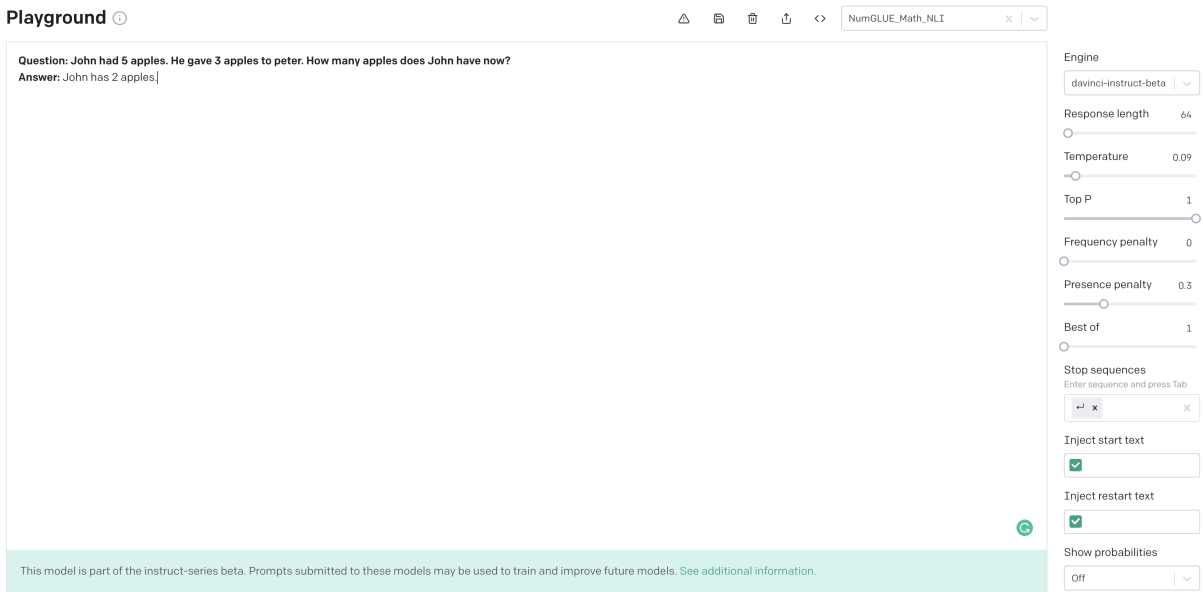 Playground
NumGLUE_Math_NLI
Question: John had 5 apples. He gave 3 apples to peter. How many apples does John have now?
Answer: John has 2 apples.
Engine
davinci-instruct-beta
Response length 64
Temperature 0.09
Top P 1
Frequency penalty 0
Presence penalty 0.3
Best of 1
Stop sequences
Enter sequence and press Tab
↵ x
Inject start text
Inject restart text
Show probabilities
Off
This model is part of the instruct-series beta. Prompts submitted to these models may be used to train and improve future models. See additional information.